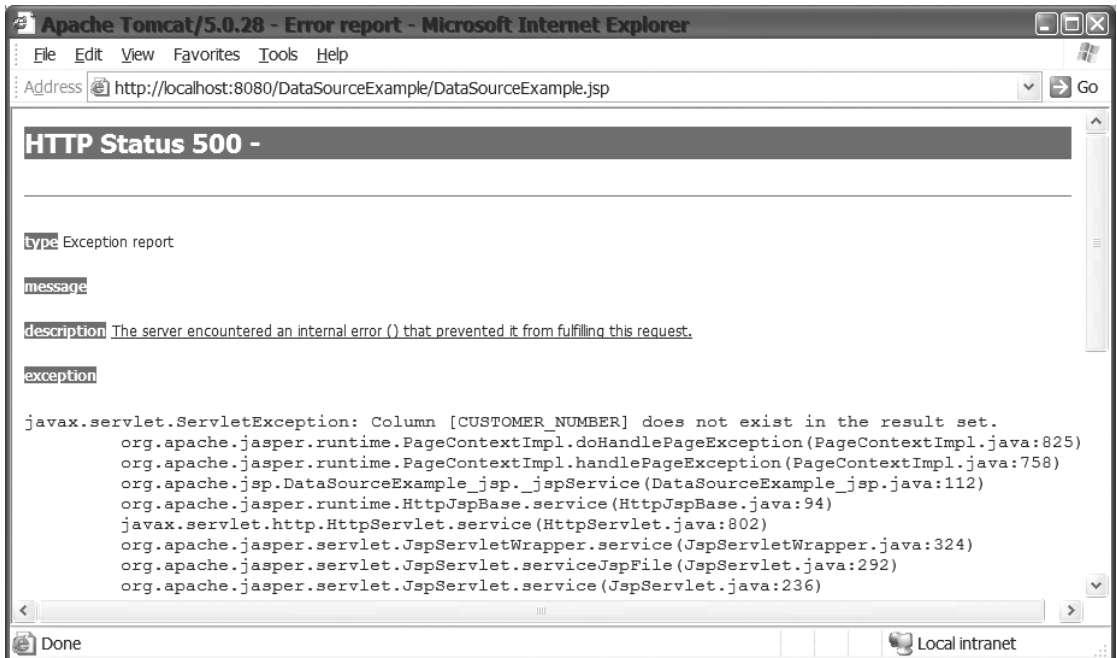 Apache Tomcat/5.0.28 - Error report - Microsoft Internet Explorer
File Edit View Favorites Tools Help
Address http://localhost:8080/DataSourceExample/DataSourceExample.jsp Go
HTTP Status 500 -
type Exception report
message
description The server encountered an internal error () that prevented it from fulfilling this request.
exception
javax.servlet.ServletException: Column [CUSTOMER_NUMBER] does not exist in the result set.
org.apache.jasper.runtime.PageContextImpl.doHandlePageException(PageContextImpl.java:825)
org.apache.jasper.runtime.PageContextImpl.handlePageException(PageContextImpl.java:758)
org.apache.jsp.DataSourceExample_jsp._jspService(DataSourceExample_jsp.java:112)
org.apache.jasper.runtime.HttpJspBase.service(HttpJspBase.java:94)
javax.servlet.http.HttpServlet.service(HttpServlet.java:802)
org.apache.jasper.servlet.JspServletWrapper.service(JspServletWrapper.java:324)
org.apache.jasper.servlet.JspServlet.serviceJspFile(JspServlet.java:292)
org.apache.jasper.servlet.JspServlet.service(JspServlet.java:236)
Done Local intranet